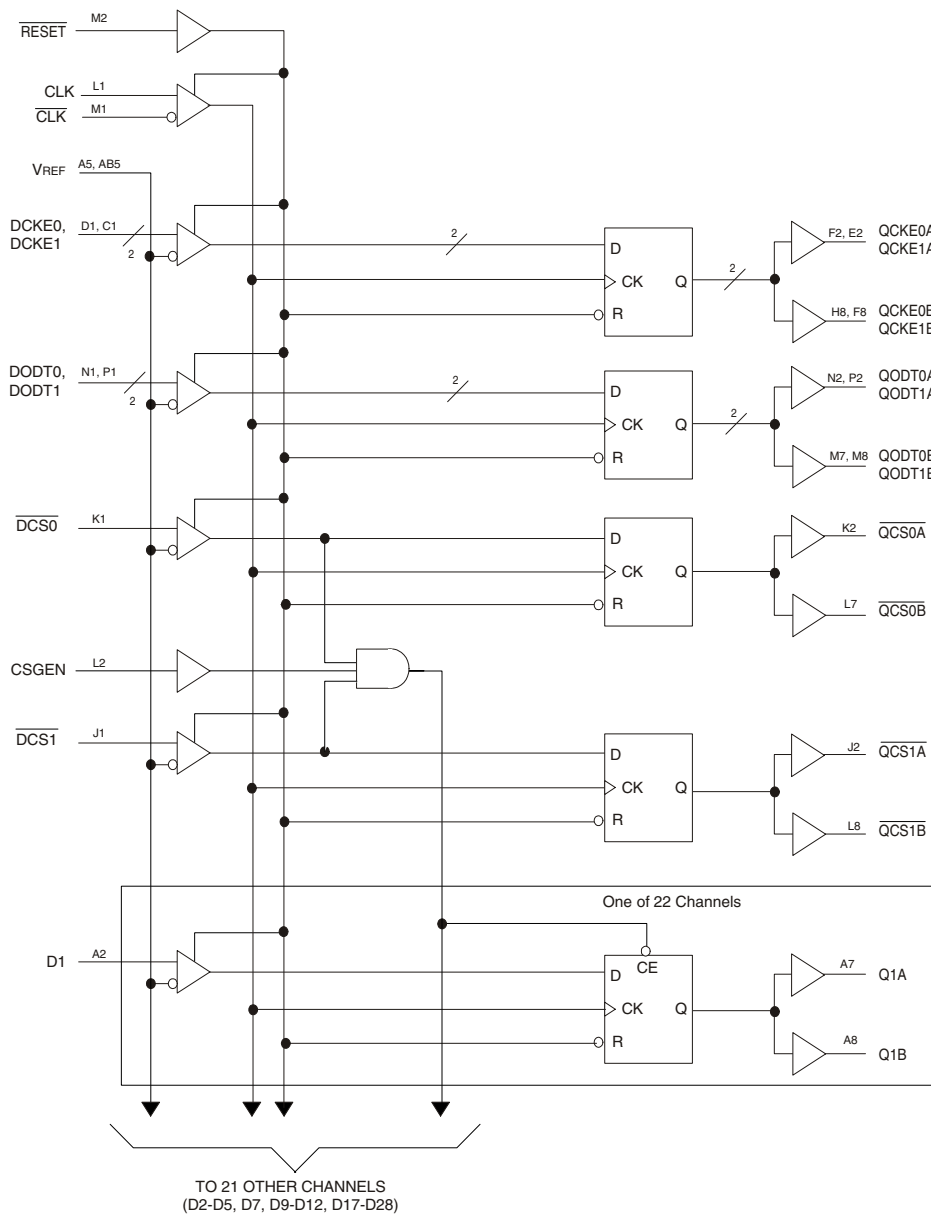 RESET M2
CLK L1
CLK M1
VREF A5, AB5
DCKE0, D1, C1
DCKE1 2
2
D
CK Q
R
2
F2, E2 QCKE0A
QCKE1A
H8, F8 QCKE0B
QCKE1B
DODT0, N1, P1
DODT1 2
2
D
CK Q
R
2
N2, P2 QODT0A
QODT1A
M7, M8 QODT0B
QODT1B
DCS0 K1
D
CK Q
R
K2 QCS0A
L7 QCS0B
CSGEN L2
DCS1 J1
D
CK Q
R
J2 QCS1A
L8 QCS1B
One of 22 Channels
D1 A2
CE
D
CK Q
R
A7 Q1A
A8 Q1B
TO 21 OTHER CHANNELS
(D2-D5, D7, D9-D12, D17-D28)